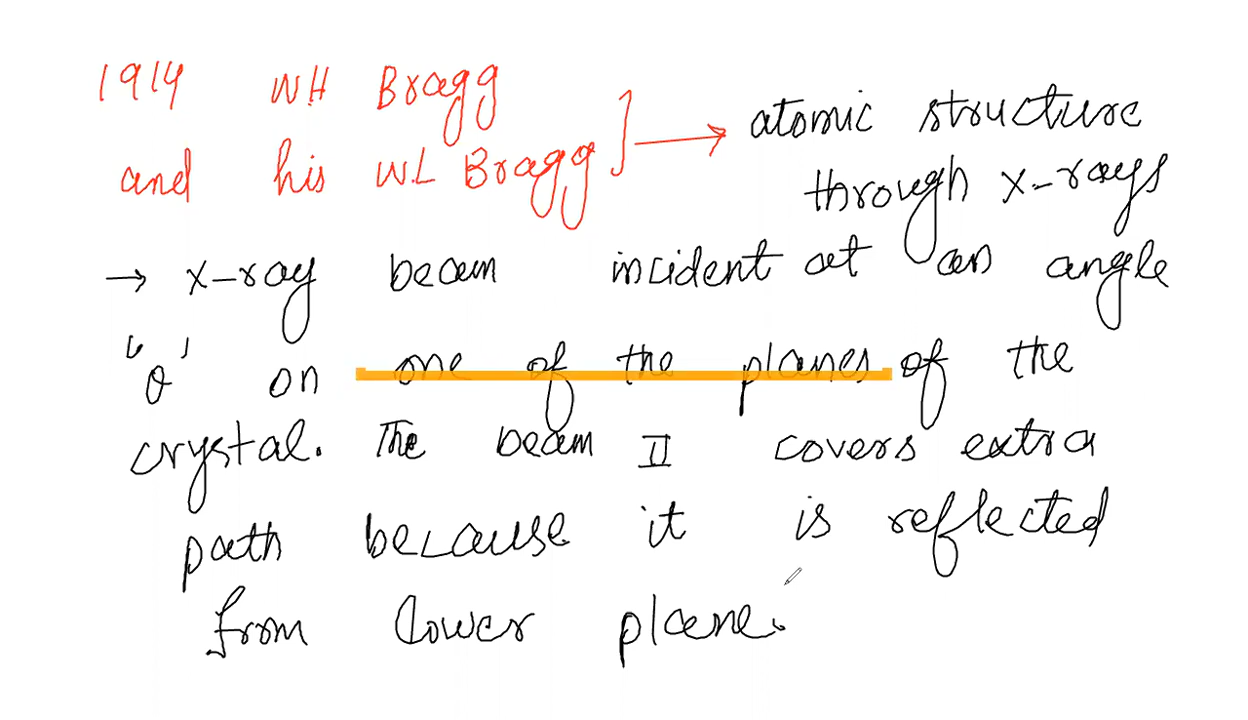 1914 WH Bragg
and his WL Bragg
atomic structure
through x-rays
→ x-ray beam incident at an angle
'θ' on one of the planes of the
crystal. The beam II covers extra
path because it is reflected
from lower plane.